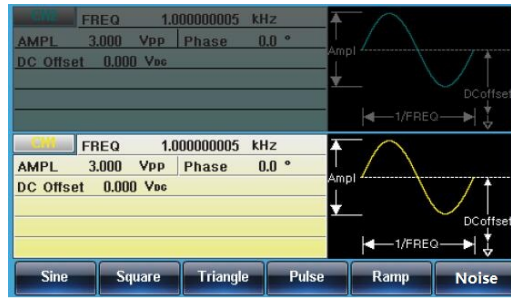 FREQ 1.000000005 kHz
AMPL 3.000 Vpp Phase 0.0 °
DC Offset 0.000 VDC
Ampl
DCoffset
1/FREQ
FREQ 1.000000005 kHz
AMPL 3.000 Vpp Phase 0.0 °
DC Offset 0.000 VDC
Ampl
DCoffset
1/FREQ
Sine Square Triangle Pulse Ramp Noise